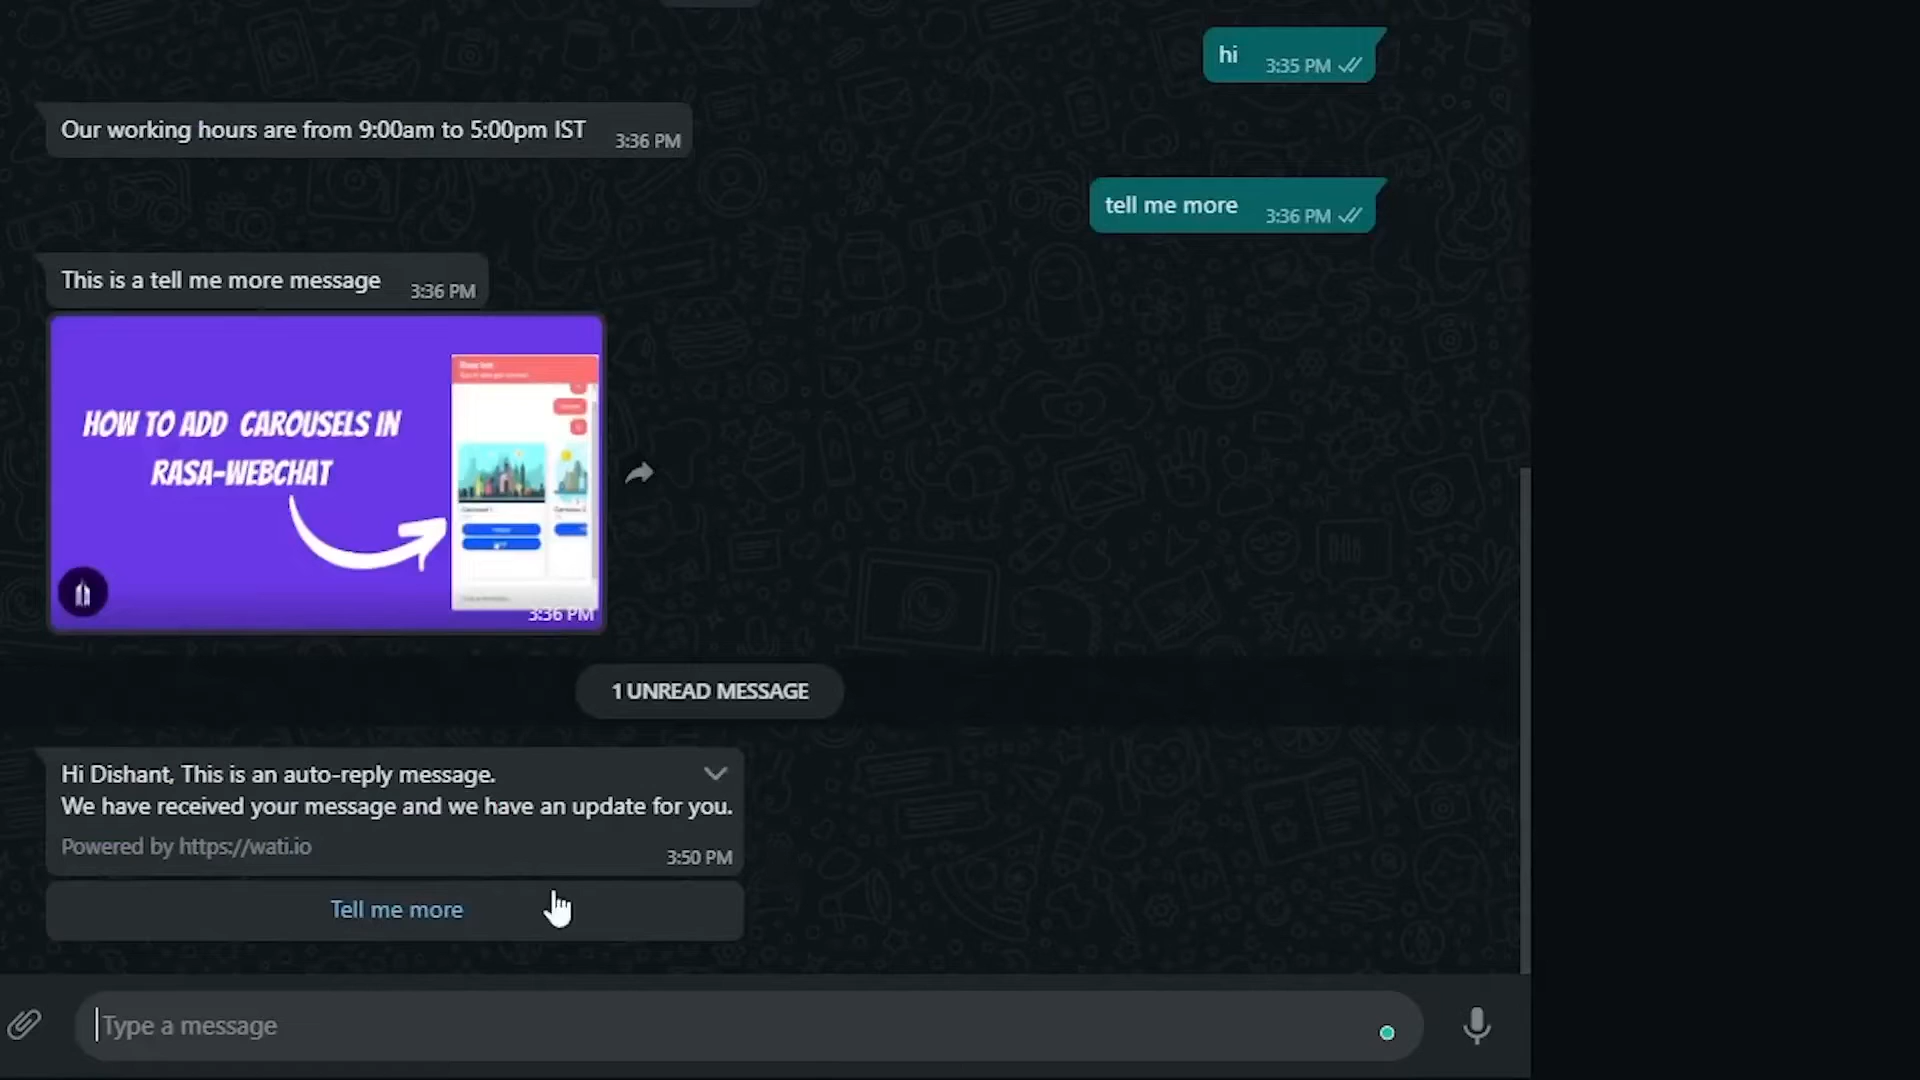 hi
3:35 PM
Our working hours are from 9:00am to 5:00pm IST
3:36 PM
tell me more
3:36 PM
This is a tell me more message
3:36 PM
HOW TO ADD CAROUSELS IN
RASA-WEBCHAT
3:36 PM
1 UNREAD MESSAGE
Hi Dishant, This is an auto-reply message.
We have received your message and we have an update for you.
Powered by https://wati.io
3:50 PM
Tell me more
Type a message